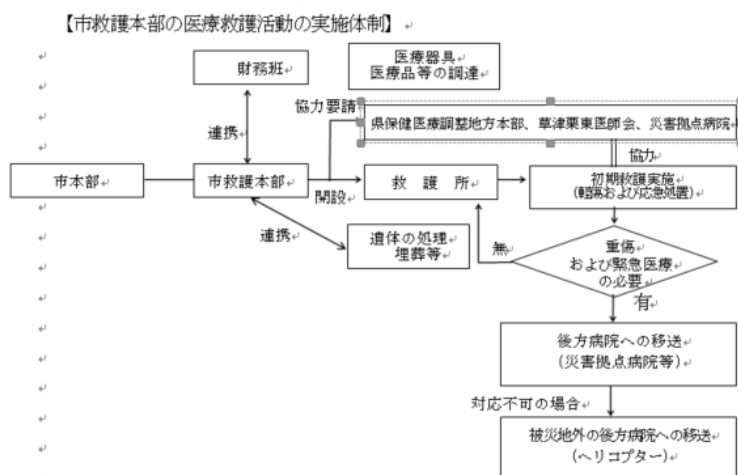 【市救護本部の医療救護活動の実施体制】
財務班
医療器具
医療品等の調達
協力要請
県保健医療調整地方本部、草津栗東医師会、災害拠点病院
連携
協力
市本部
市救護本部
開設
救　護　所
初期救護実施
(軽傷および応急処置)
連携
遺体の処理
埋葬等
無
重傷
および緊急医療
の必要
有
後方病院への移送
(災害拠点病院等)
対応不可の場合
被災地外の後方病院への移送
(ヘリコプター)